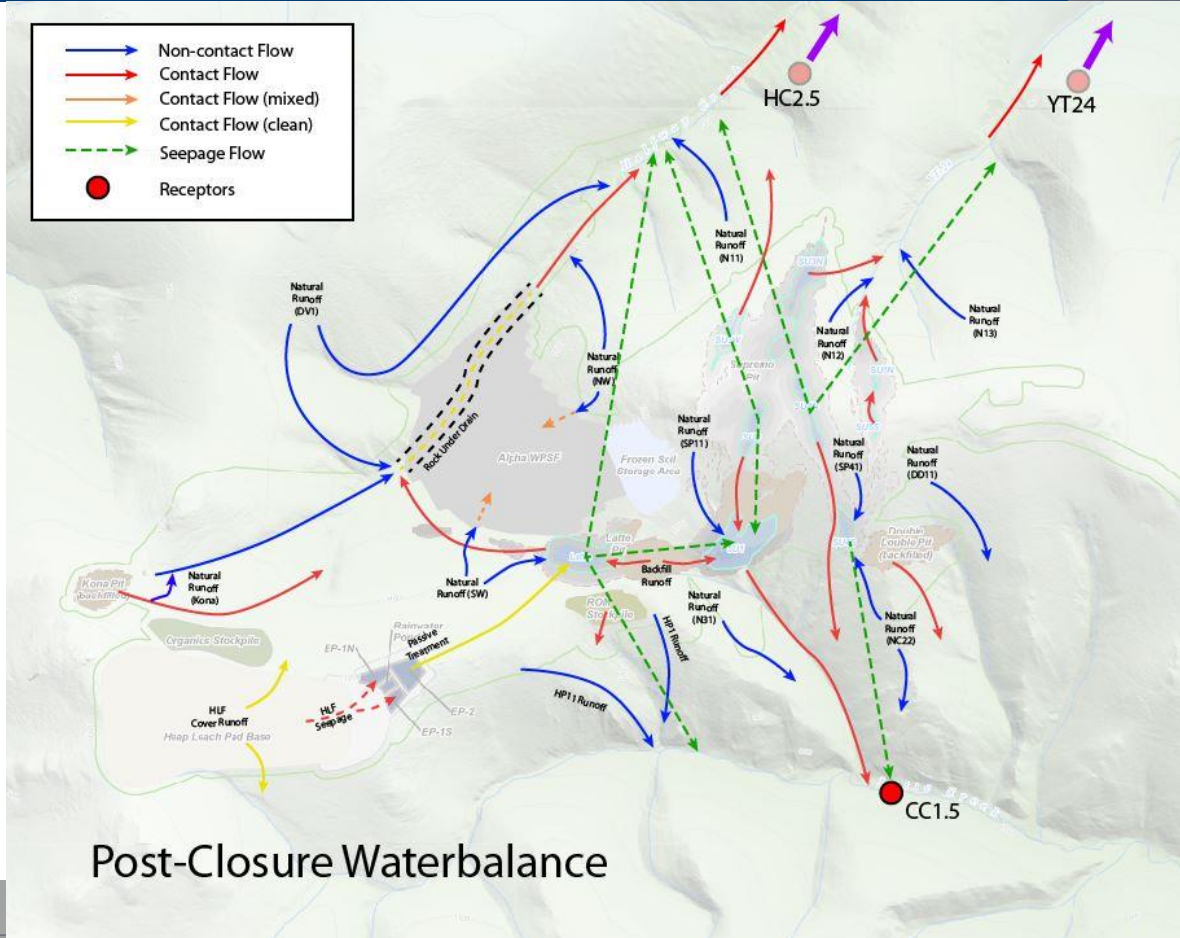 Non-contact Flow
Contact Flow
Contact Flow (mixed)
Contact Flow (clean)
Seepage Flow
Receptors
HC2.5
YT24
Natural
Runoff
(N11)
SU3N
Natural
Runoff
(DV1)
Natural
Runoff
(N12)
Natural
Runoff
(N13)
Natural
Runoff
(NW)
Supremo
Pit
SU1N
Rock Under Drain
Alpha WPSF
Frozen Soil
Storage Area
Natural
Runoff
(SP11)
Natural
Runoff
(SP41)
Natural
Runoff
(DD11)
Double
Double Pit
(backfilled)
Kona Pit
(backfilled)
Natural
Runoff
(Kona)
Natural
Runoff (SW)
Latte
Backfill
Runoff
Natural
Runoff
(N31)
HP1 Runoff
Stockpile
Natural
Runoff
(NC22)
Organics Stockpile
Rainwater
Passive
Treatment
EP-1N
EP-2
EP-1S
HP11 Runoff
HLF
Cover Runoff
Heap Leach Pad Base
HLF
Seepage
CC1.5
Post-Closure Waterbalance